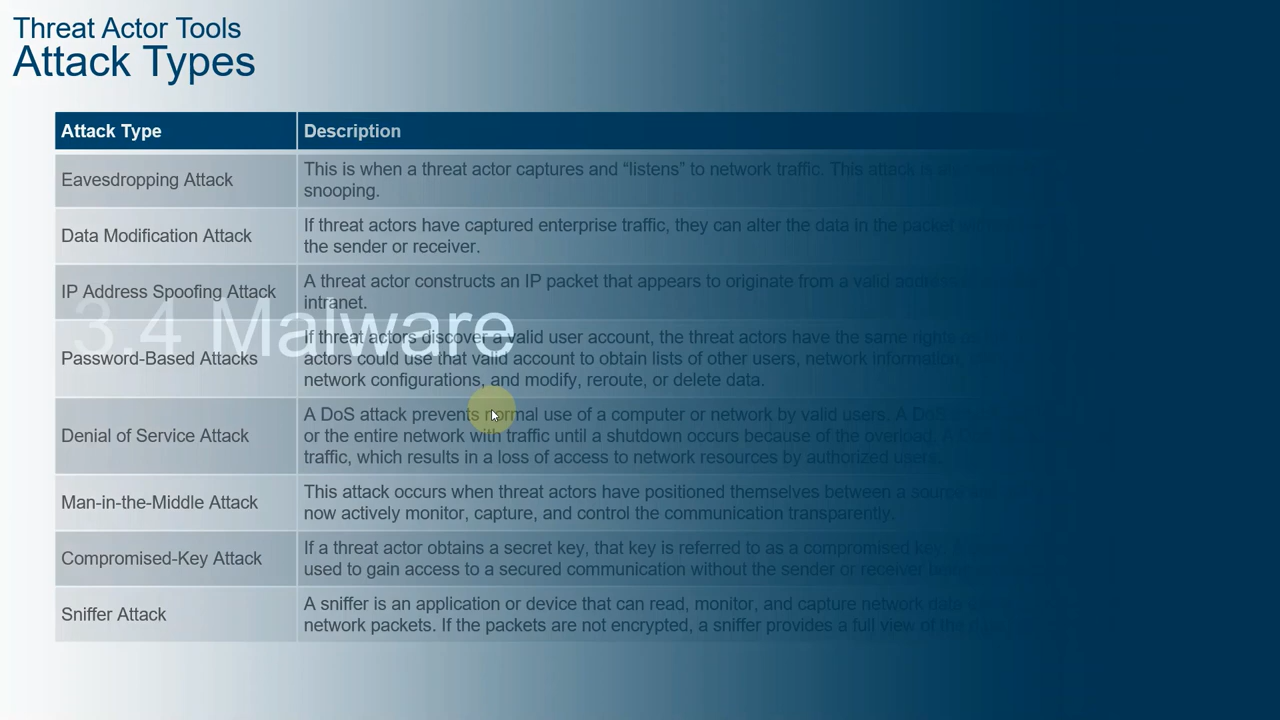 Threat Actor Tools
Attack Types
Attack Type
Description
Eavesdropping Attack
This is when a threat actor captures and “listens” to network traffic. This attack is
snooping.
Data Modification Attack
If threat actors have captured enterprise traffic, they can alter the data in the packet
the sender or receiver.
IP Address Spoofing Attack
A threat actor constructs an IP packet that appears to originate from a valid
intranet.
3.4 Malware
Password-Based Attacks
If threat actors discover a valid user account, the threat actors have the same rights
actors could use that valid account to obtain lists of other users, network information,
network configurations, and modify, reroute, or delete data.
Denial of Service Attack
A DoS attack prevents normal use of a computer or network by valid users. A DoS
or the entire network with traffic until a shutdown occurs because of the overload. A
traffic, which results in a loss of access to network resources by authorized users.
Man-in-the-Middle Attack
This attack occurs when threat actors have positioned themselves between a source
now actively monitor, capture, and control the communication transparently.
Compromised-Key Attack
If a threat actor obtains a secret key, that key is referred to as a compromised key.
used to gain access to a secured communication without the sender or receiver being
Sniffer Attack
A sniffer is an application or device that can read, monitor, and capture network data
network packets. If the packets are not encrypted, a sniffer provides a full view of the